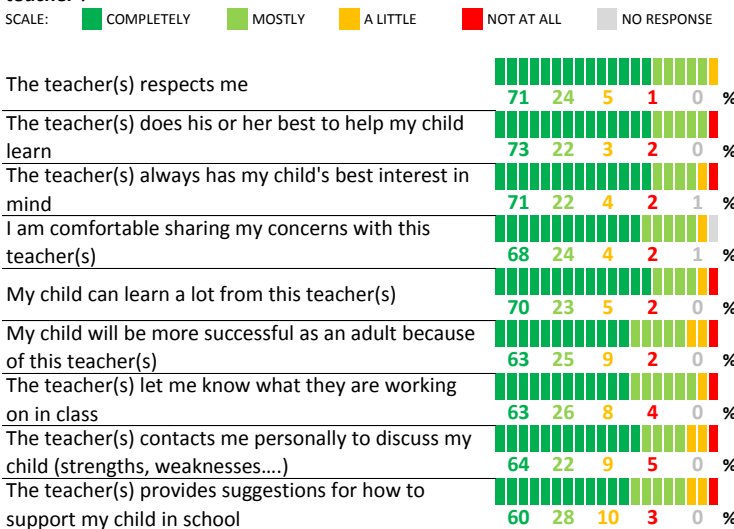 SCALE: COMPLETELY MOSTLY A LITTLE NOT AT ALL NO RESPONSE
The teacher(s) respects me
71 24 5 1 0 %
The teacher(s) does his or her best to help my child
learn
73 22 3 2 0 %
The teacher(s) always has my child's best interest in
mind
71 22 4 2 1 %
I am comfortable sharing my concerns with this
teacher(s)
68 24 4 2 1 %
My child can learn a lot from this teacher(s)
70 23 5 2 0 %
My child will be more successful as an adult because
of this teacher(s)
63 25 9 2 0 %
The teacher(s) let me know what they are working
on in class
63 26 8 4 0 %
The teacher(s) contacts me personally to discuss my
child (strengths, weaknesses....)
64 22 9 5 0 %
The teacher(s) provides suggestions for how to
support my child in school
60 28 10 3 0 %